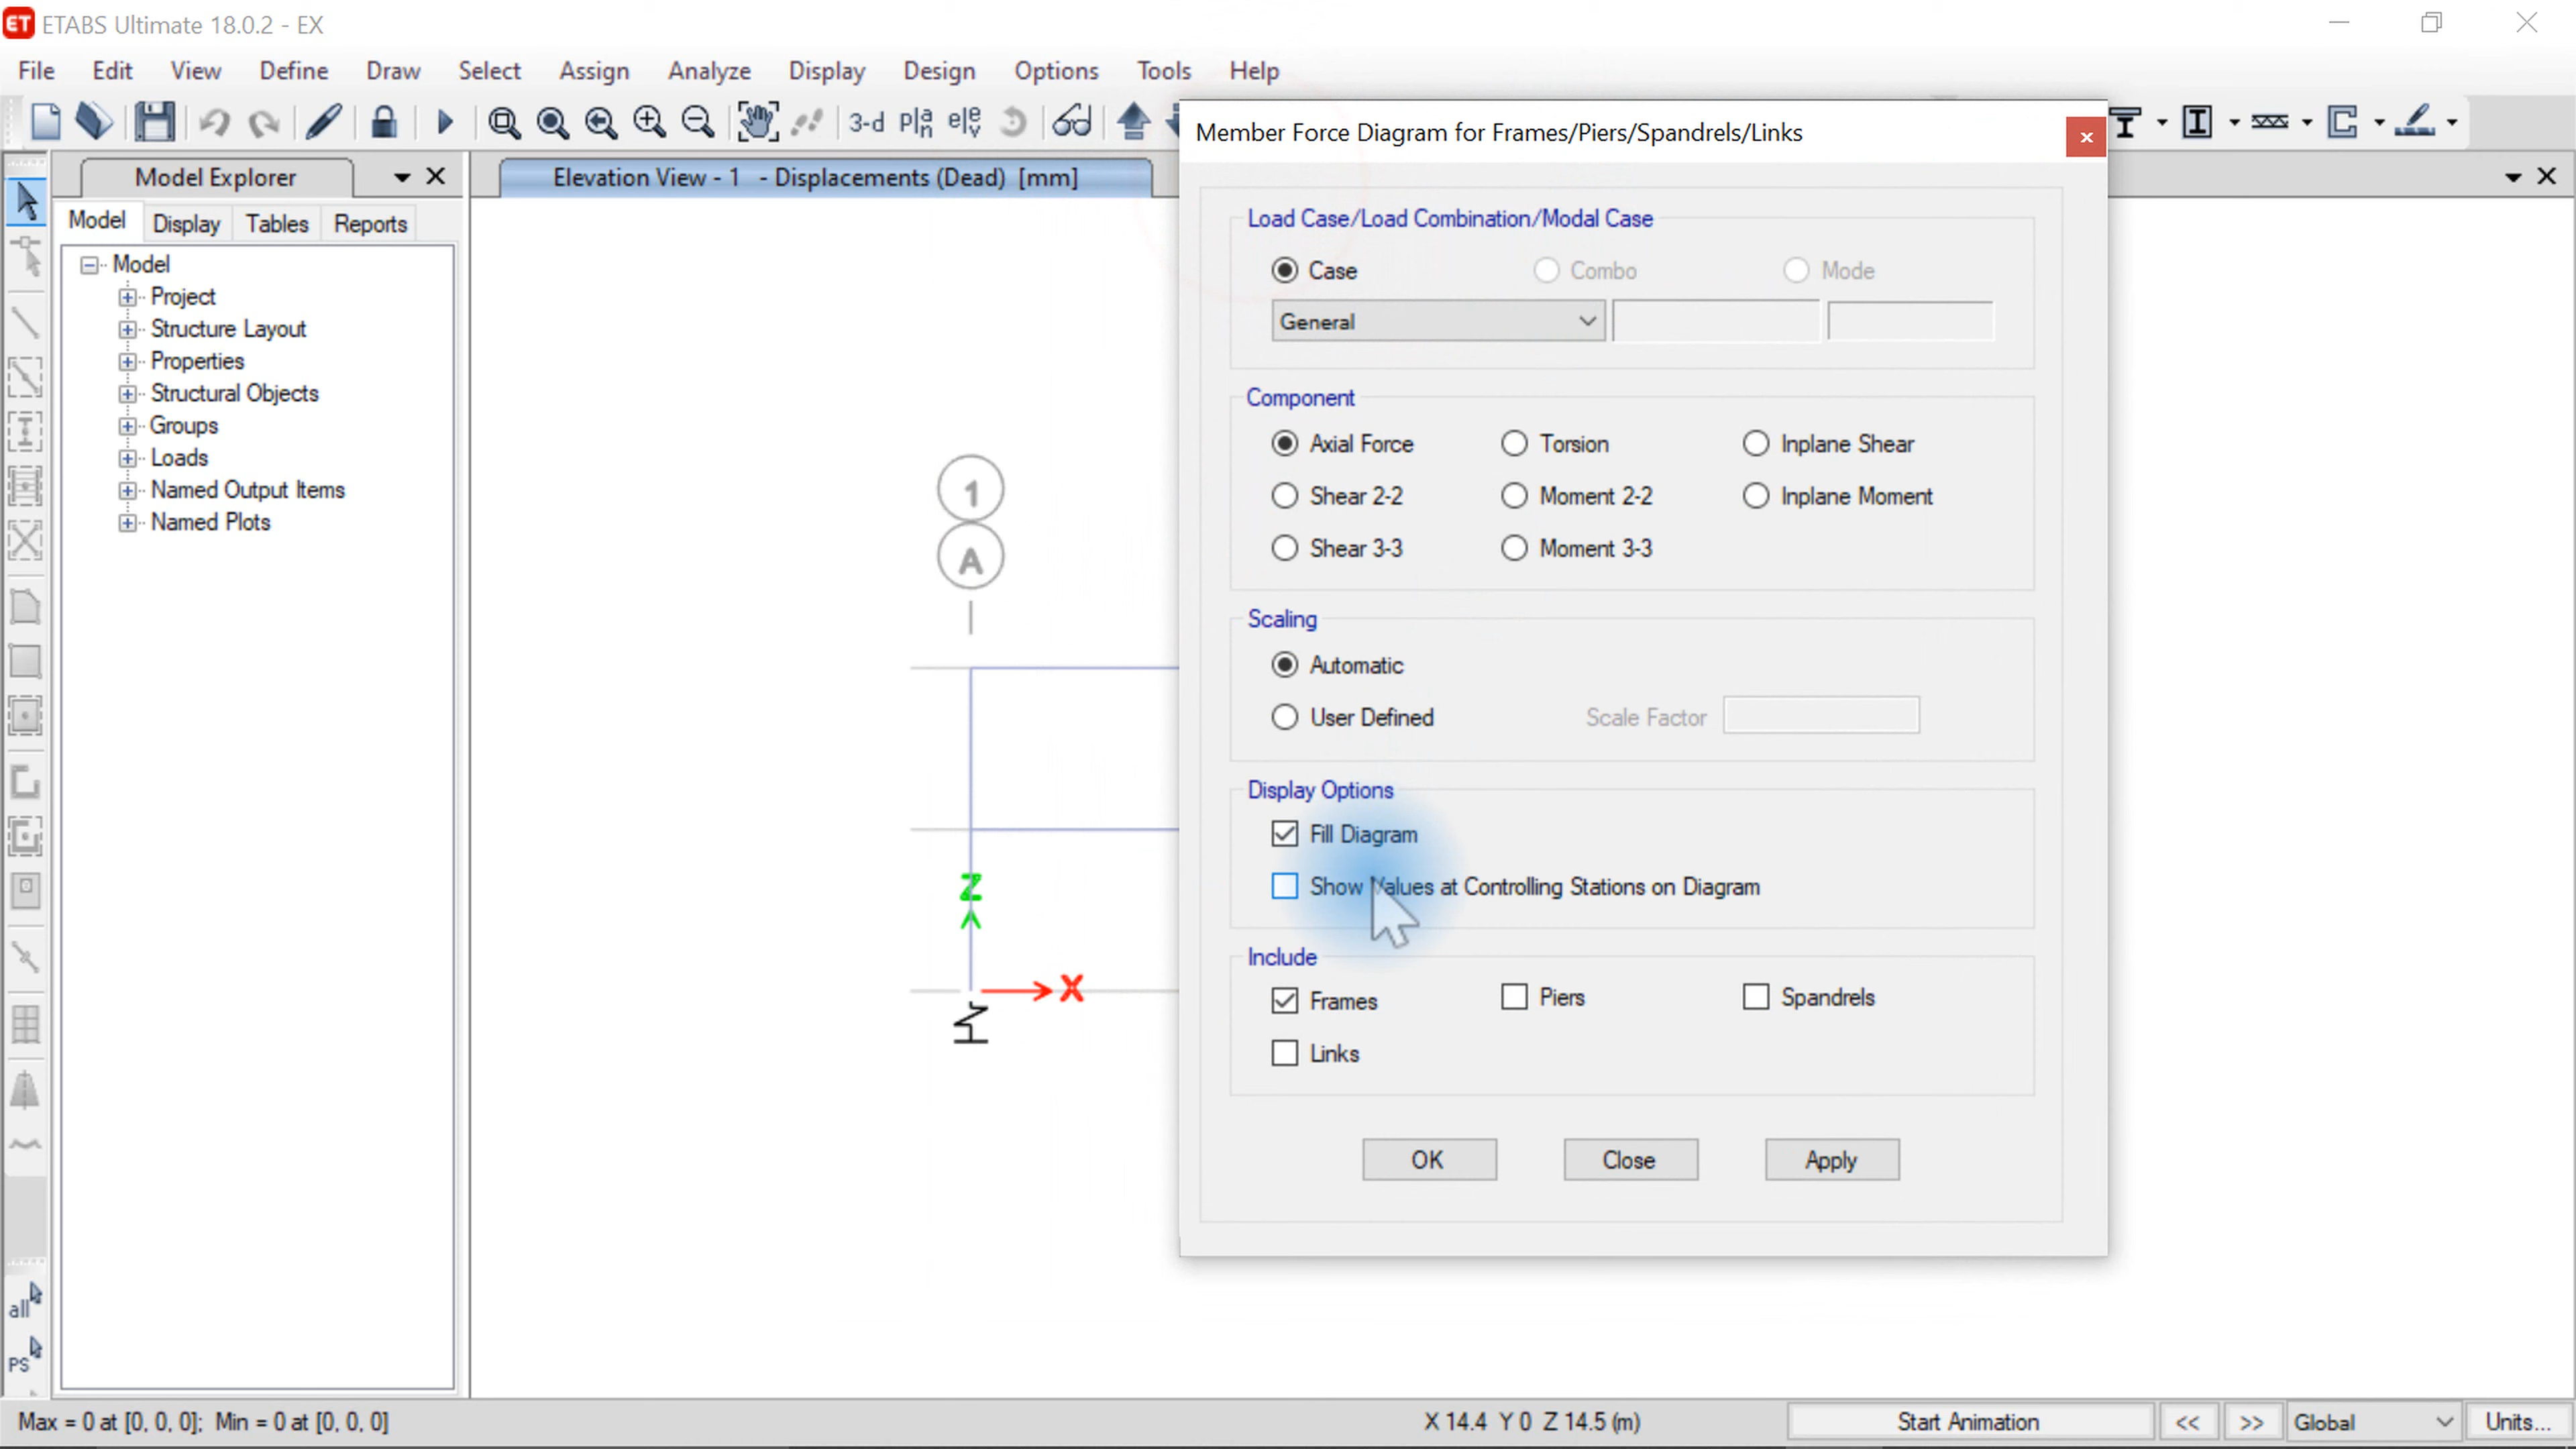 ET ETABS Ultimate 18.0.2 - EX
File Edit View Define Draw Select Assign Analyze Display Design Options Tools Help
3-d pla n ele v
Member Force Diagram for Frames/Piers/Spandrels/Links
Model Explorer
Elevation View - 1 - Displacements (Dead) [mm]
Model Display Tables Reports
Model
Project
Structure Layout
Properties
Structural Objects
Groups
Loads
Named Output Items
Named Plots
1
A
Z
X
Load Case/Load Combination/Modal Case
Case Combo Mode
General
Component
Axial Force Torsion Inplane Shear
Shear 2-2 Moment 2-2 Inplane Moment
Shear 3-3 Moment 3-3
Scaling
Automatic
User Defined Scale Factor
Display Options
Fill Diagram
Show Values at Controlling Stations on Diagram
Include
Frames Piers Spandrels
Links
OK Close Apply
all
PS
Max = 0 at [0, 0, 0]; Min = 0 at [0, 0, 0]
X 14.4 Y 0 Z 14.5 (m)
Start Animation << >> Global Units...